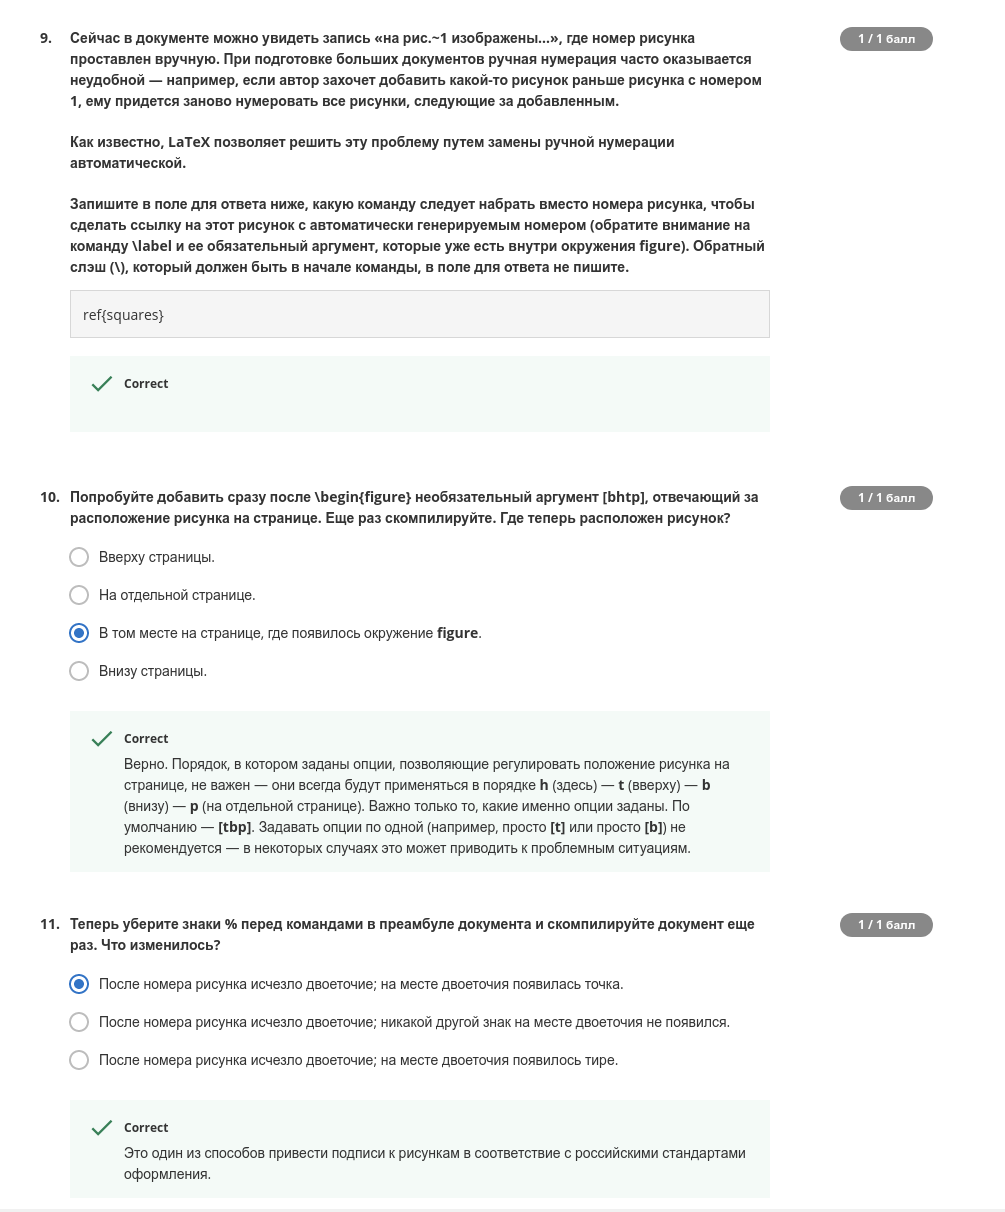 9. Сейчас в документе можно увидеть запись «на рис.~1 изображены...», где номер рисунка
1 / 1 балл
проставлен вручную. При подготовке больших документов ручная нумерация часто оказывается
неудобной — например, если автор захочет добавить какой-то рисунок раньше рисунка с номером
1, ему придется заново нумеровать все рисунки, следующие за добавленным.
Как известно, LaTeX позволяет решить эту проблему путем замены ручной нумерации
автоматической.
Запишите в поле для ответа ниже, какую команду следует набрать вместо номера рисунка, чтобы
сделать ссылку на этот рисунок с автоматически генерируемым номером (обратите внимание на
команду \label и ее обязательный аргумент, которые уже есть внутри окружения figure). Обратный
слэш (\), который должен быть в начале команды, в поле для ответа не пишите.
ref{squares}
Correct
10. Попробуйте добавить сразу после \begin{figure} необязательный аргумент [bhtp], отвечающий за
1 / 1 балл
расположение рисунка на странице. Еще раз скомпилируйте. Где теперь расположен рисунок?
Вверху страницы.
На отдельной странице.
В том месте на странице, где появилось окружение figure.
Внизу страницы.
Correct
Верно. Порядок, в котором заданы опции, позволяющие регулировать положение рисунка на
странице, не важен — они всегда будут применяться в порядке h (здесь) — t (вверху) — b
(внизу) — p (на отдельной странице). Важно только то, какие именно опции заданы. По
умолчанию — [tbp]. Задавать опции по одной (например, просто [t] или просто [b]) не
рекомендуется — в некоторых случаях это может приводить к проблемным ситуациям.
11. Теперь уберите знаки % перед командами в преамбуле документа и скомпилируйте документ еще
1 / 1 балл
раз. Что изменилось?
После номера рисунка исчезло двоеточие; на месте двоеточия появилась точка.
После номера рисунка исчезло двоеточие; никакой другой знак на месте двоеточия не появился.
После номера рисунка исчезло двоеточие; на месте двоеточия появилось тире.
Correct
Это один из способов привести подписи к рисункам в соответствие с российскими стандартами
оформления.